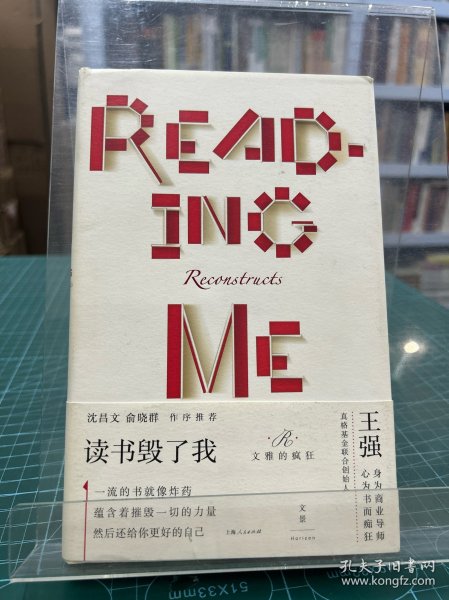 READ-
ING
Reconstructs
ME
沈昌文 俞晓群 作序推荐
读书毁了我
R
文雅的疯狂
王强
真格基金联合创始人
身为商业导师
心为书而痴狂
一流的书就像炸药
蕴含着摧毁一切的力量
然后还给你更好的自己
上海人民出版社
文景
Horizon
51X33mm
孔夫子旧书网
www.kongfz.com